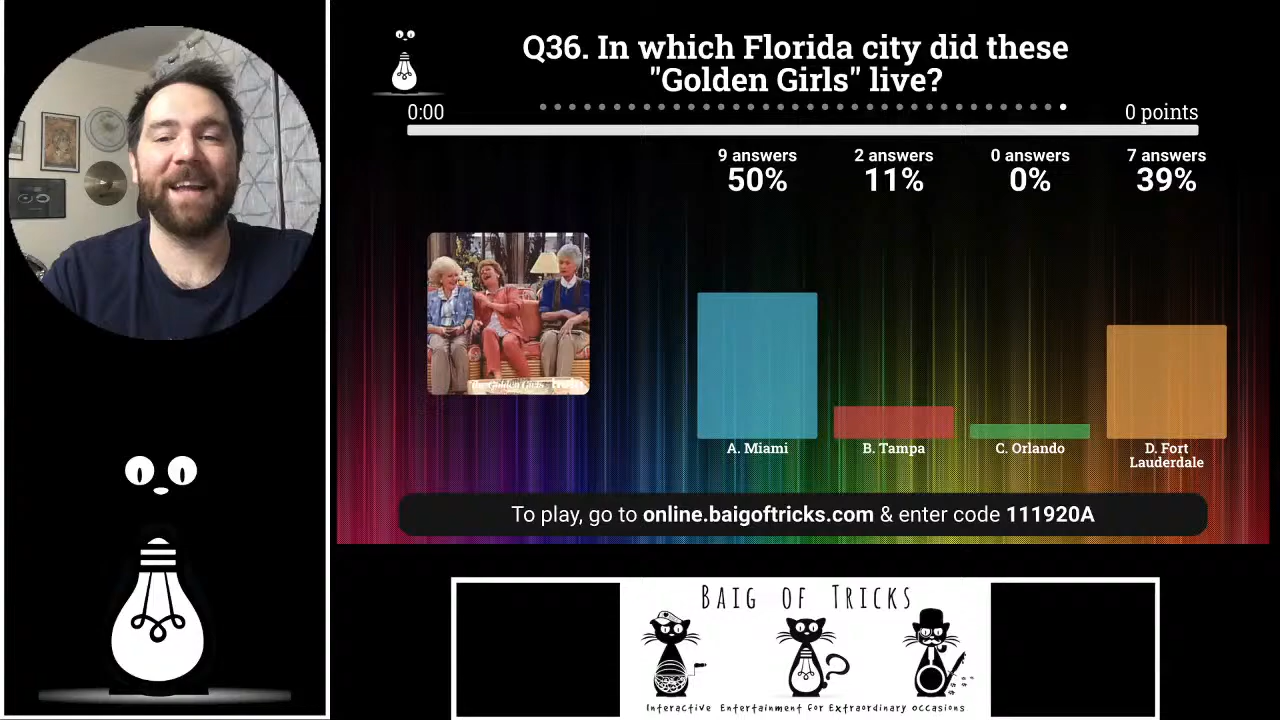 Q36. In which Florida city did these
"Golden Girls" live?
0:00
0 points
9 answers
50%
2 answers
11%
0 answers
0%
7 answers
39%
A. Miami
B. Tampa
C. Orlando
D. Fort
Lauderdale
To play, go to online.baigoftricks.com & enter code 111920A
BAIG OF TRICKS
Interactive Entertainment for Extraordinary Occasions